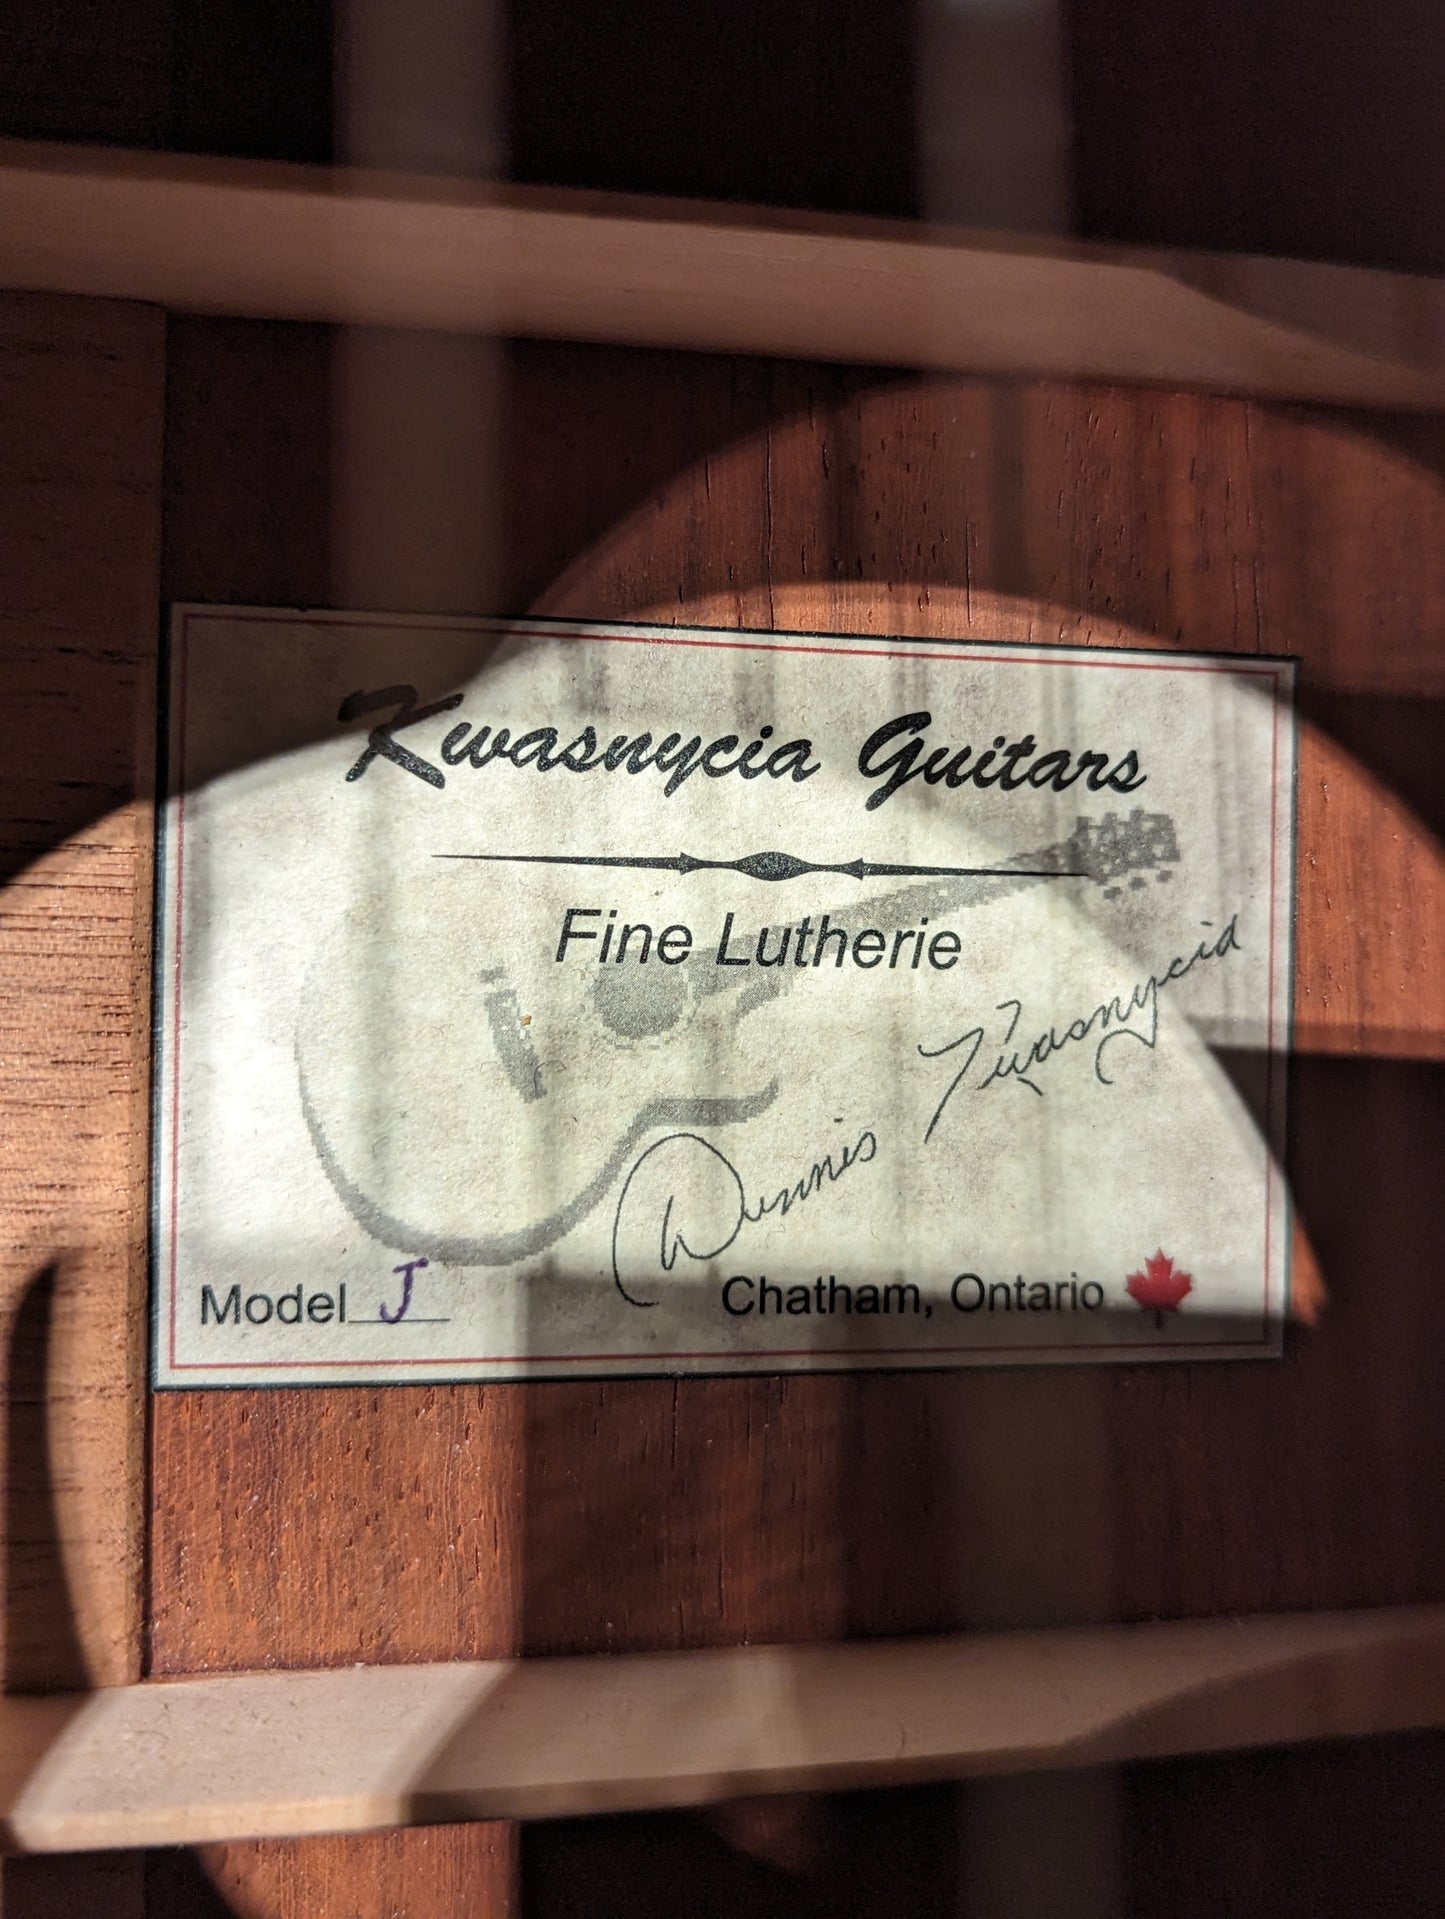 Kwasnycia Guitars
Fine Lutherie
Dennis Kwasnycia
Model J
Chatham, Ontario